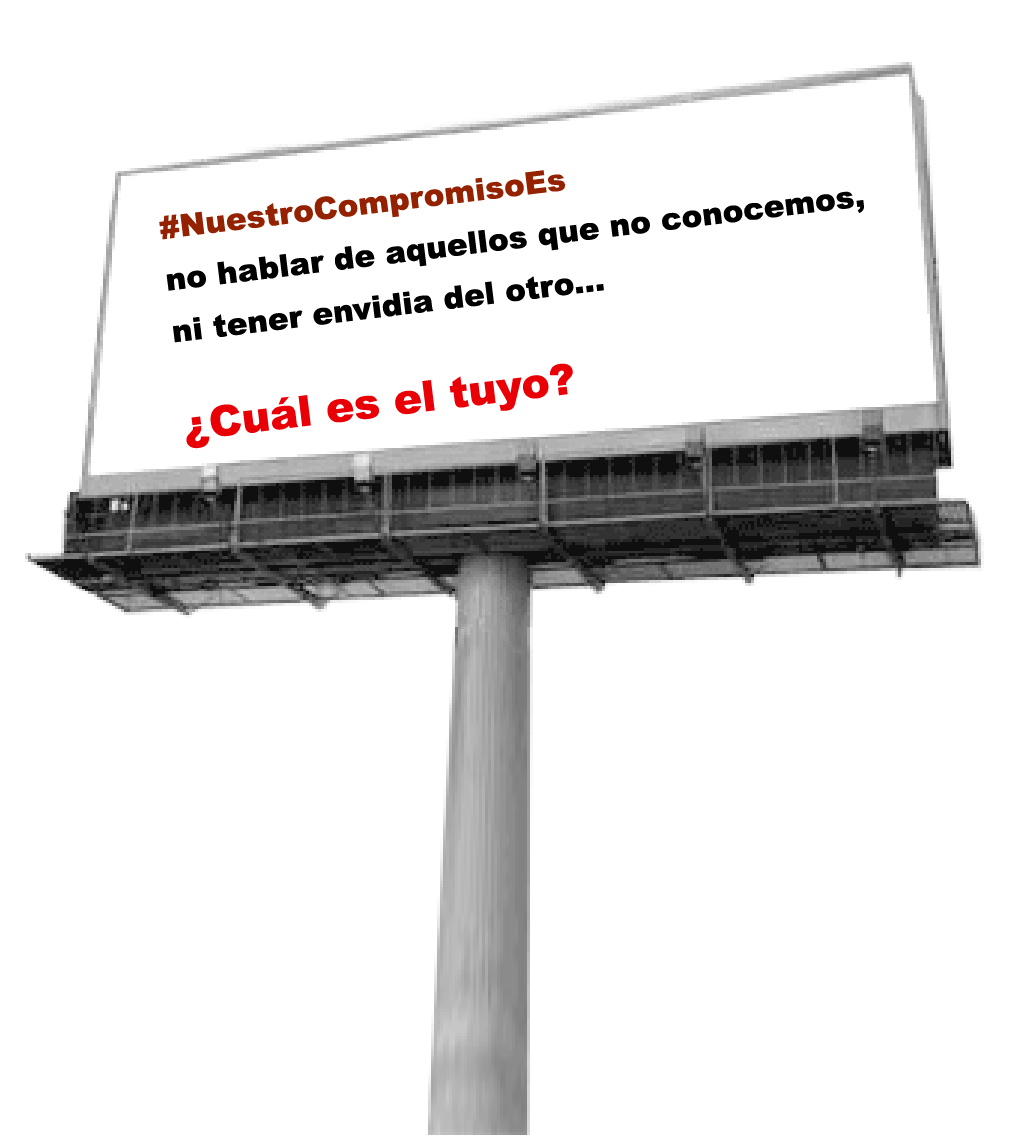 #NuestroCompromisoEs
no hablar de aquellos que no conocemos,
ni tener envidia del otro...
¿Cuál es el tuyo?